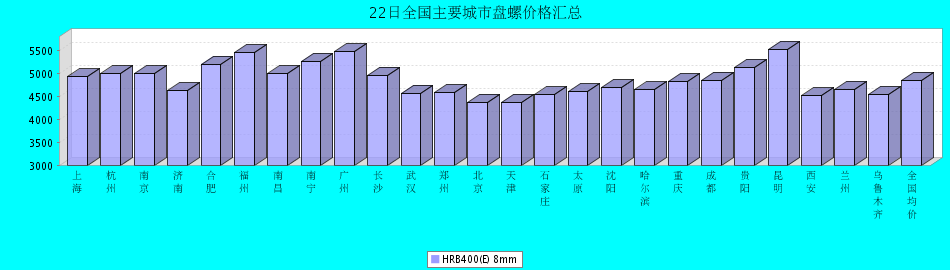 22日全国主要城市盘螺价格汇总
5500
5000
4500
4000
3500
3000
上海
杭州
南京
济南
合肥
福州
南昌
南宁
广州
长沙
武汉
郑州
北京
天津
石家庄
太原
沈阳
哈尔滨
重庆
成都
贵阳
昆明
西安
兰州
乌鲁木齐
全国均价
HRB400(E) 8mm